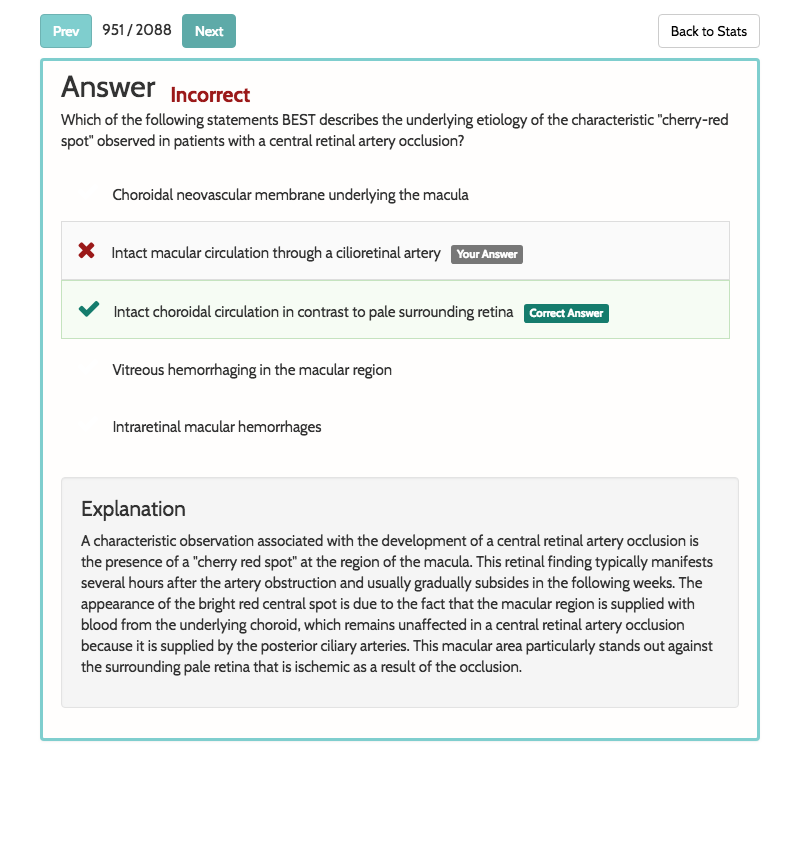 Prev 951 / 2088 Next Back to Stats
Answer Incorrect
Which of the following statements BEST describes the underlying etiology of the characteristic "cherry-red
spot" observed in patients with a central retinal artery occlusion?
Choroidal neovascular membrane underlying the macula
Intact macular circulation through a cilioretinal artery Your Answer
Intact choroidal circulation in contrast to pale surrounding retina Correct Answer
Vitreous hemorrhaging in the macular region
Intraretinal macular hemorrhages
Explanation
A characteristic observation associated with the development of a central retinal artery occlusion is
the presence of a "cherry red spot" at the region of the macula. This retinal finding typically manifests
several hours after the artery obstruction and usually gradually subsides in the following weeks. The
appearance of the bright red central spot is due to the fact that the macular region is supplied with
blood from the underlying choroid, which remains unaffected in a central retinal artery occlusion
because it is supplied by the posterior ciliary arteries. This macular area particularly stands out against
the surrounding pale retina that is ischemic as a result of the occlusion.